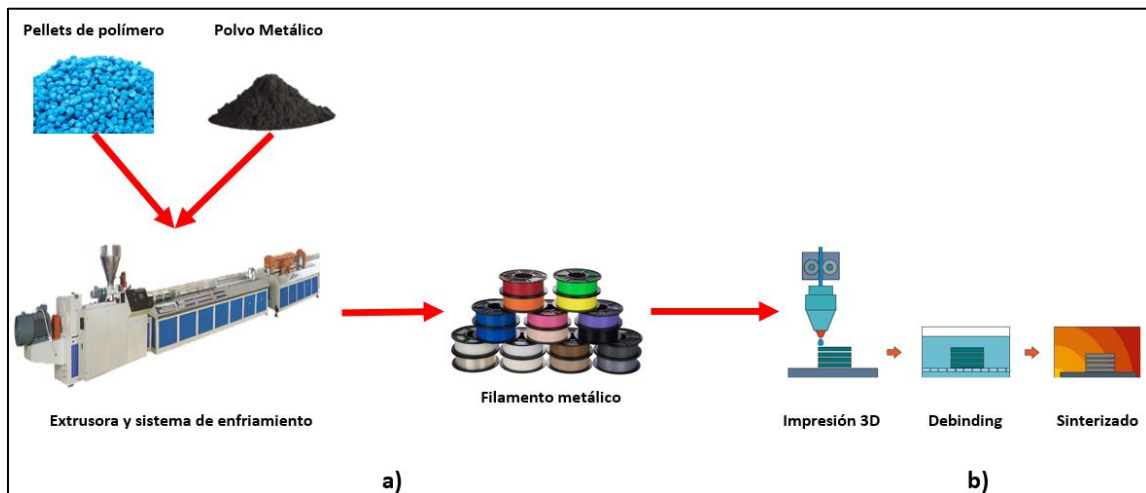 Pellets de polímero
Polvo Metálico
Extrusora y sistema de enfriamiento
Filamento metálico
Impresión 3D
Debinding
Sinterizado
a)
b)